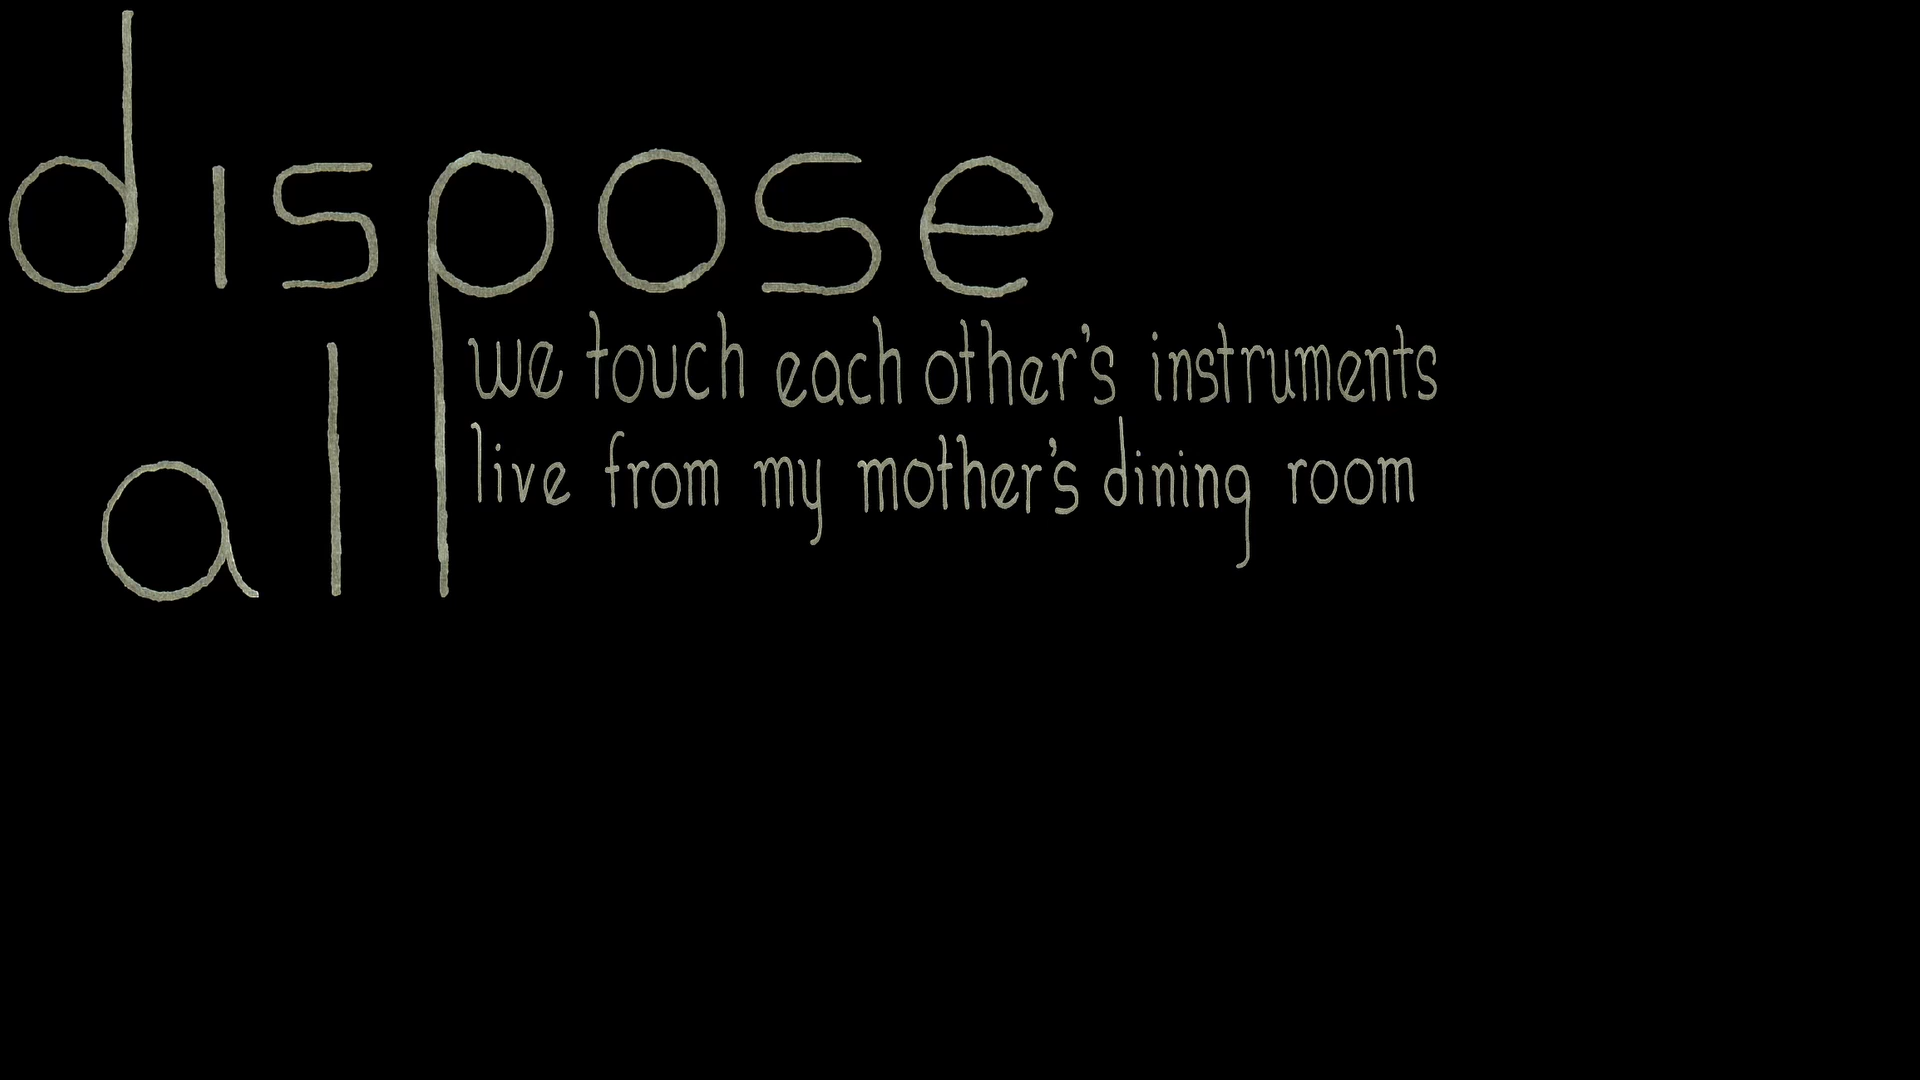 dispose
all
we touch each other's instruments
live from my mother's dining room